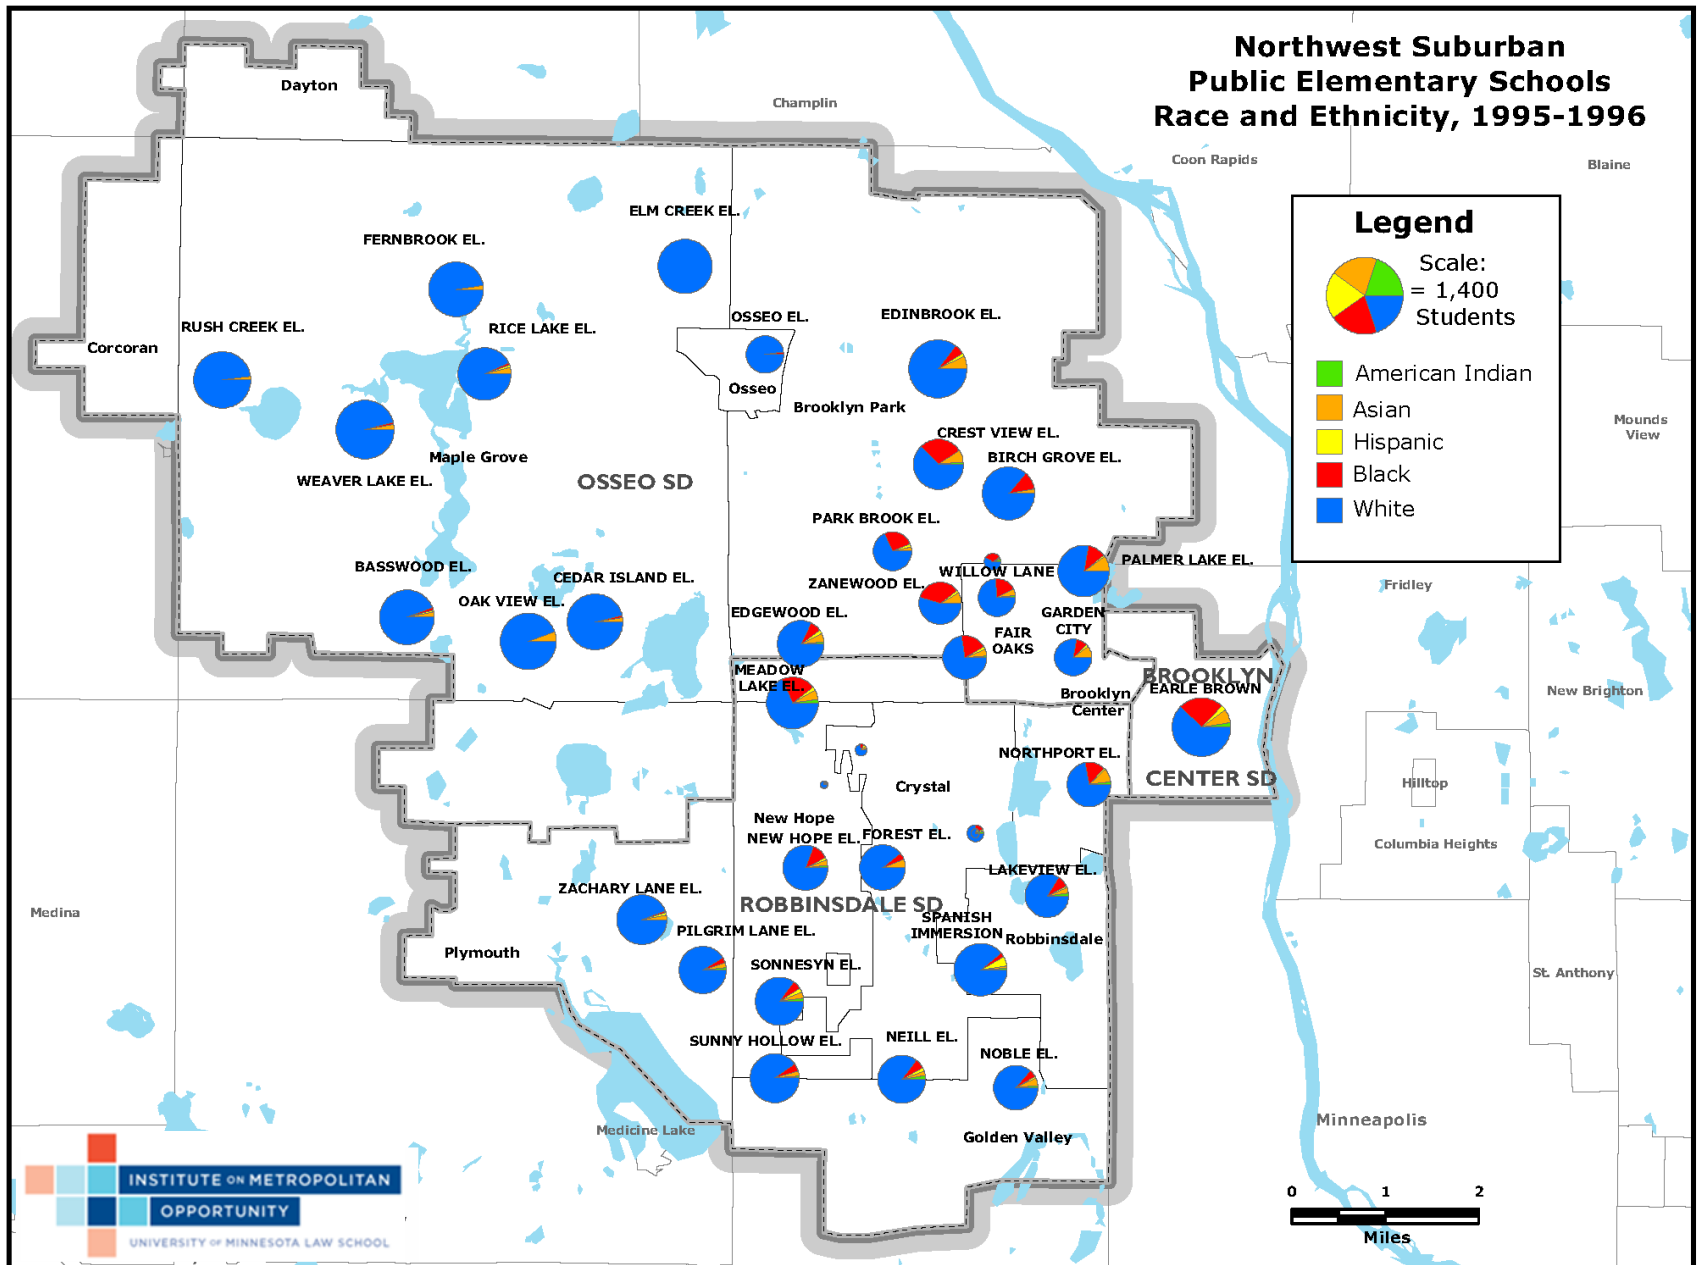 Northwest Suburban
Public Elementary Schools
Race and Ethnicity, 1995-1996
Dayton
Champlin
Coon Rapids
Blaine
Legend
Scale:
= 1,400
Students
American Indian
Asian
Hispanic
Black
White
ELM CREEK EL.
FERNBROOK EL.
OSSEO EL.
EDINBROOK EL.
RUSH CREEK EL.
RICE LAKE EL.
Corcoran
Osseo
Brooklyn Park
Mounds
View
CREST VIEW EL.
BIRCH GROVE EL.
Maple Grove
WEAVER LAKE EL.
OSSEO SD
PARK BROOK EL.
PALMER LAKE EL.
BASSWOOD EL.
CEDAR ISLAND EL.
WILLOW LANE
ZANEWOOD EL.
Fridley
OAK VIEW EL.
EDGEWOOD EL.
GARDEN
CITY
FAIR
OAKS
MEADOW
LAKE EL.
BROOKLYN
EARLE BROWN
Brooklyn
Center
New Brighton
NORTHPORT EL.
CENTER SD
Crystal
Hilltop
New Hope
NEW HOPE EL.
FOREST EL.
Columbia Heights
LAKEVIEW EL.
ZACHARY LANE EL.
ROBBINSDALE SD
Medina
SPANISH
IMMERSION
PILGRIM LANE EL.
Robbinsdale
Plymouth
SONNESYN EL.
St. Anthony
SUNNY HOLLOW EL.
NEILL EL.
NOBLE EL.
Medicine Lake
Golden Valley
Minneapolis
INSTITUTE ON METROPOLITAN
OPPORTUNITY
UNIVERSITY OF MINNESOTA LAW SCHOOL
0 1 2
Miles